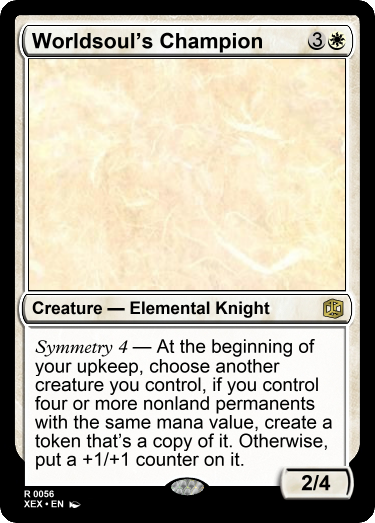 Worldsoul's Champion 3
Creature — Elemental Knight
Symmetry 4 — At the beginning of
your upkeep, choose another
creature you control, if you control
four or more nonland permanents
with the same mana value, create a
token that's a copy of it. Otherwise,
put a +1/+1 counter on it.
2/4
R 0056
XEX • EN